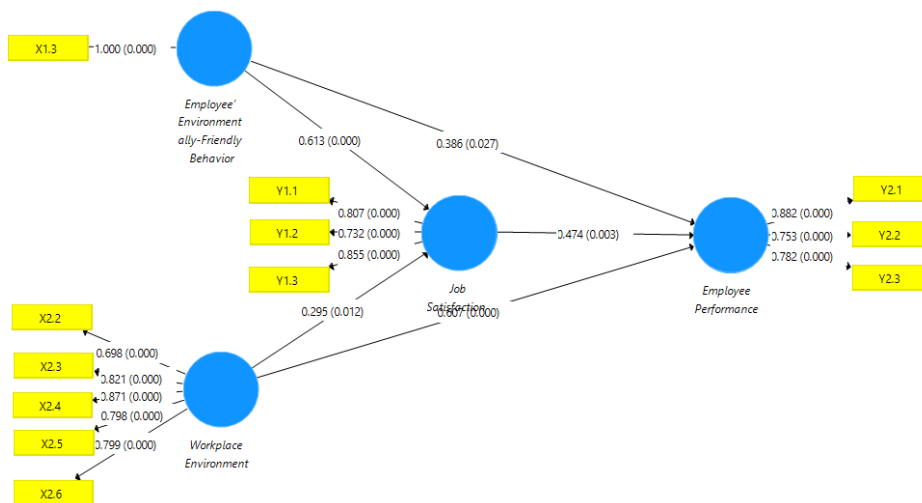 X1.3
1.000 (0.000)
Employee'
Environment
ally-Friendly
Behavior
0.613 (0.000)
0.386 (0.027)
Y1.1
Y1.2
Y1.3
0.807 (0.000)
0.732 (0.000)
0.855 (0.000)
Job
Satisfaction
0.474 (0.003)
0.882 (0.000)
0.753 (0.000)
0.782 (0.000)
Y2.1
Y2.2
Y2.3
Employee
Performance
0.295 (0.012)
0.607 (0.000)
X2.2
X2.3
X2.4
X2.5
X2.6
0.698 (0.000)
0.821 (0.000)
0.871 (0.000)
0.798 (0.000)
0.799 (0.000)
Workplace
Environment